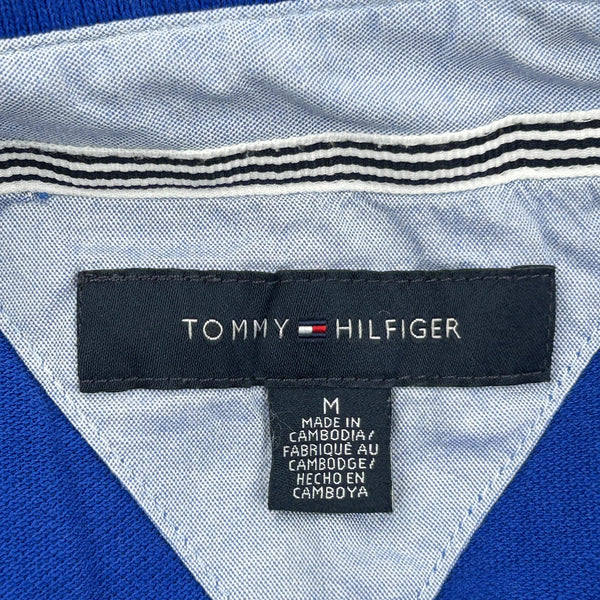 TOMMY HILFIGER
M
MADE IN
CAMBODIA/
FABRIQUÉ AU
CAMBODGE/
HECHO EN
CAMBOYA